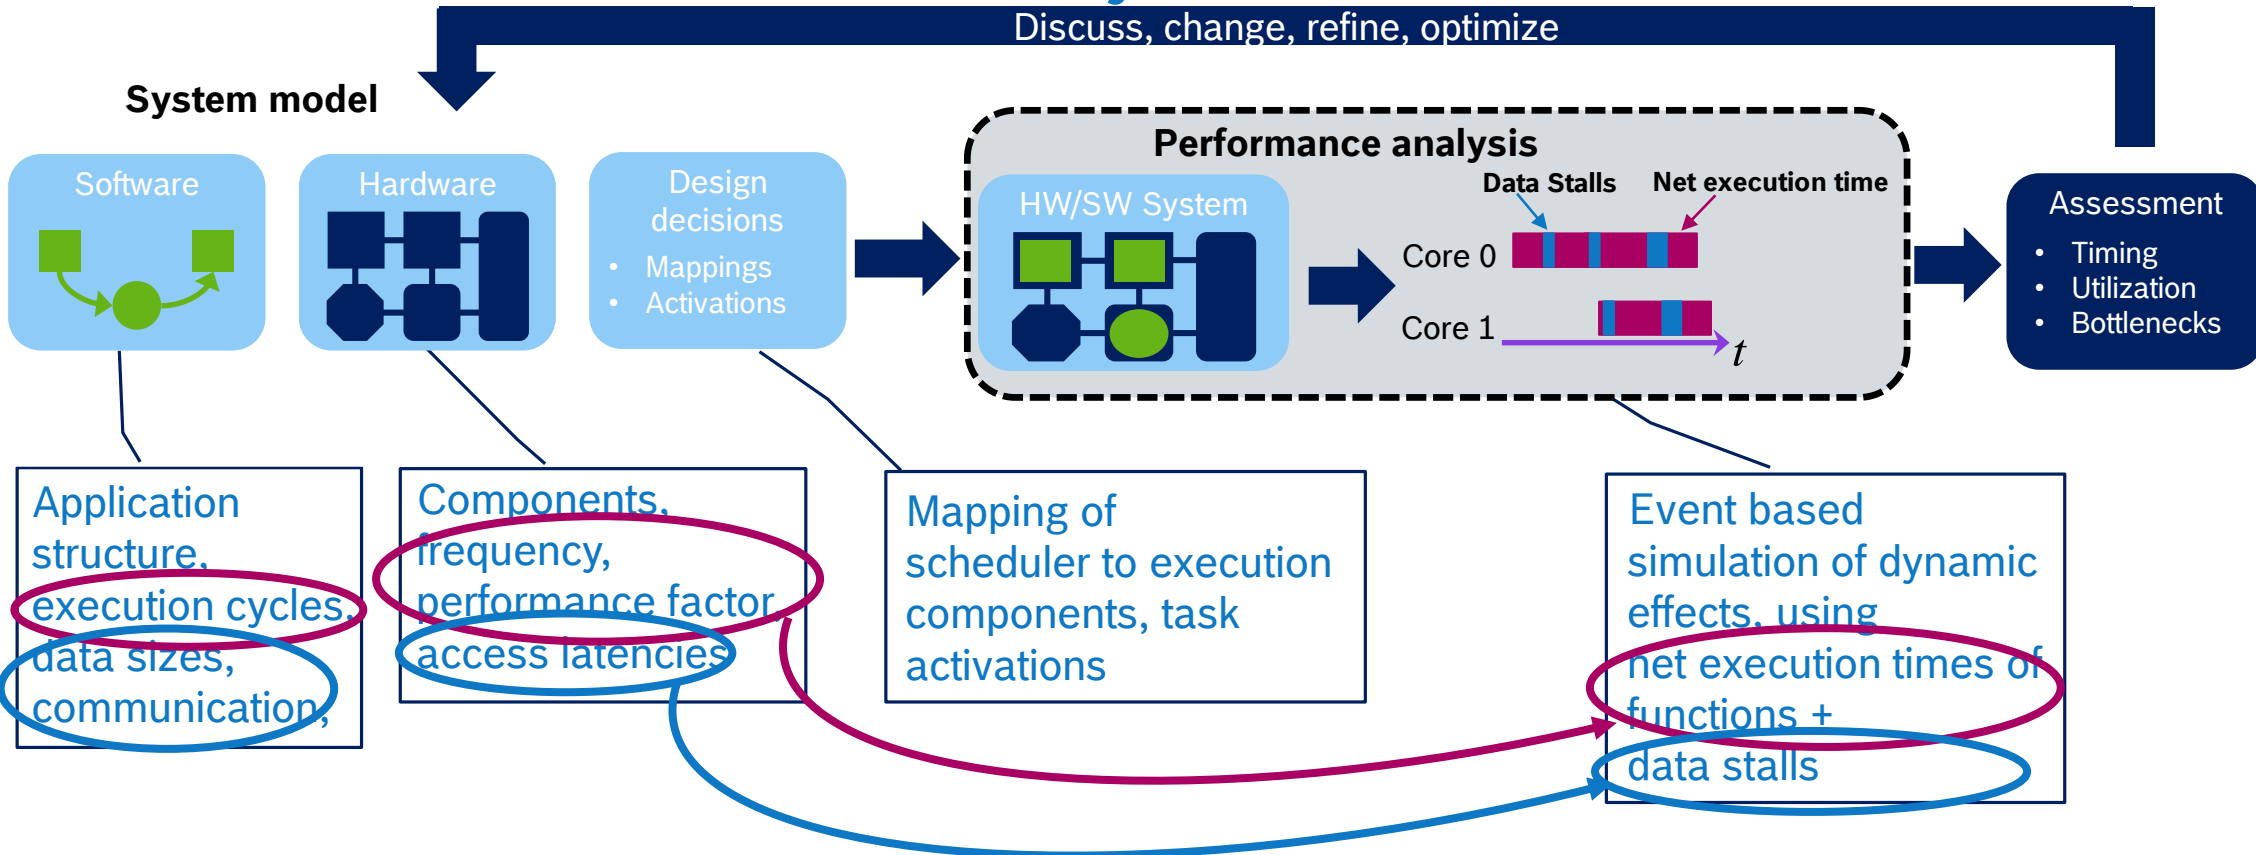 Discuss, change, refine, optimize
System model
Software
Hardware
Design
decisions
• Mappings
• Activations
Performance analysis
HW/SW System
Data Stalls
Net execution time
Core 0
Core 1
t
Assessment
• Timing
• Utilization
• Bottlenecks
Application
structure,
execution cycles,
data sizes,
communication,
Components,
frequency,
performance factor,
access latencies
Mapping of
scheduler to execution
components, task
activations
Event based
simulation of dynamic
effects, using
net execution times of
functions +
data stalls